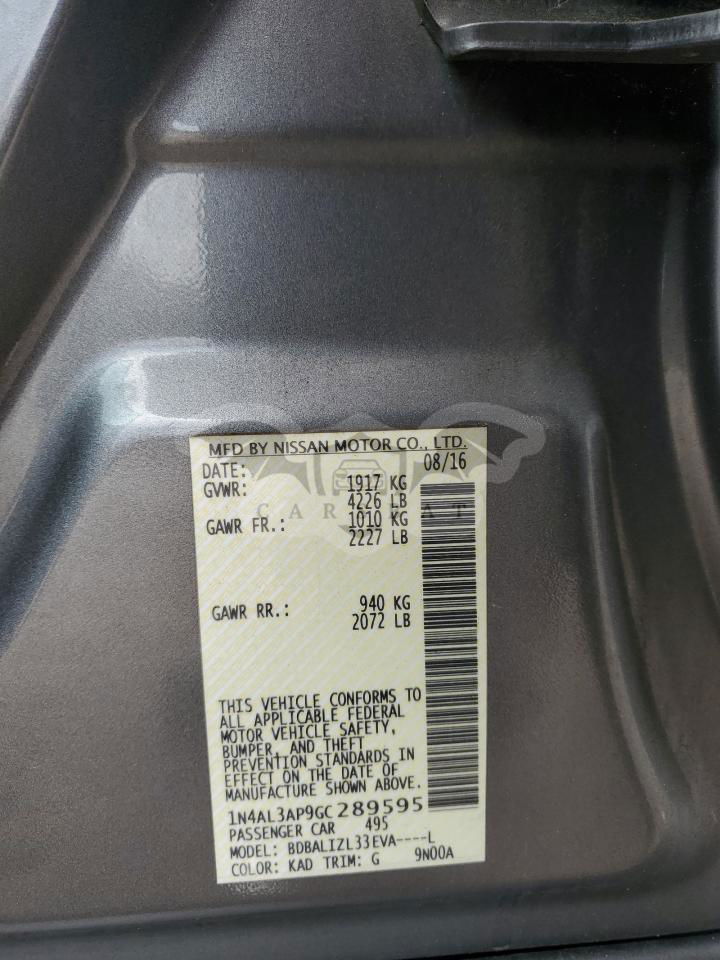 MFD BY NISSAN MOTOR CO., LTD.
DATE: 08/16
GVWR: 1917 KG
4226 LB
GAWR FR.: 1010 KG
2227 LB
GAWR RR.: 940 KG
2072 LB
THIS VEHICLE CONFORMS TO
ALL APPLICABLE FEDERAL
MOTOR VEHICLE SAFETY,
BUMPER, AND THEFT
PREVENTION STANDARDS IN
EFFECT ON THE DATE OF
MANUFACTURE SHOWN ABOVE.
1N4AL3AP9GC289595
PASSENGER CAR 495
MODEL: BDBALIZL33EVA----L
COLOR: KAD TRIM: G 9N00A